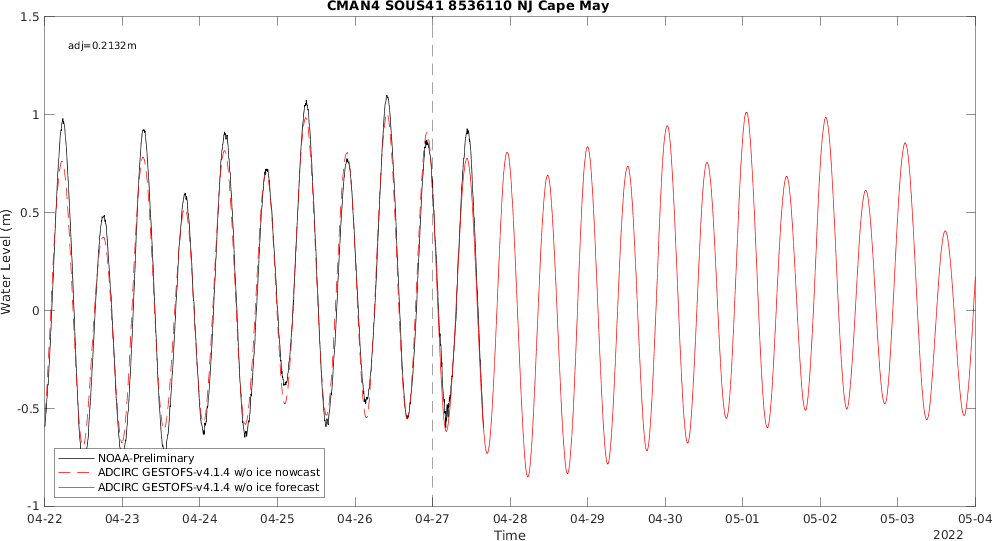 CMAN4 SOUS41 8536110 NJ Cape May
1.5
adj=0.2132m
1
0.5
Water Level (m)
0
-0.5
NOAA-Preliminary
ADCIRC GESTOFS-v4.1.4 w/o ice nowcast
ADCIRC GESTOFS-v4.1.4 w/o ice forecast
-1
04-22 04-23 04-24 04-25 04-26 04-27 04-28 04-29 04-30 05-01 05-02 05-03 05-04
Time
2022